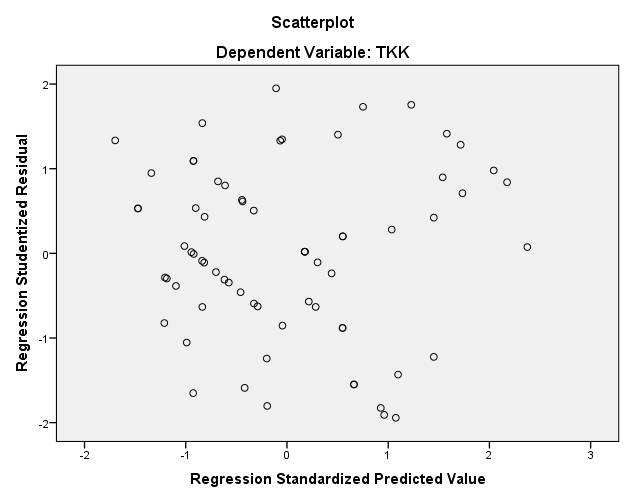 Scatterplot
Dependent Variable: TKK
Regression Studentized Residual
2
1
0
-1
-2
-2
-1
0
1
2
3
Regression Standardized Predicted Value